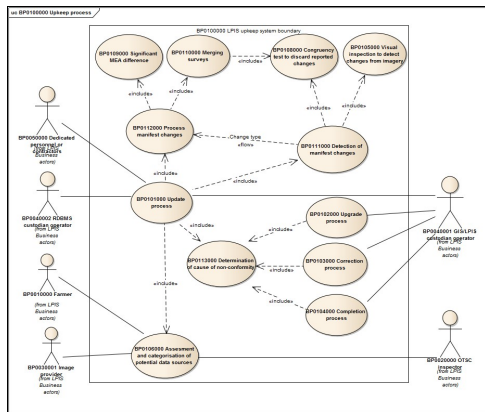 uc BP0100000 Upkeep process
BP0100000 LPIS upkeep system boundary
BP0109000 Significant
MEA difference
BP0110000 Merging
surveys
BP0108000 Congruency
test to discard reported
changes
BP0105000 Visual
inspection to detect
changes from imagery
«include»
«include»
«include»
«include»
«include»
BP0112000 Process
manifest changes
Change type
«flow»
BP0111000 Detection of
manifest changes
BP0050000 Dedicated
personnel or
contractors
(from LPIS
Business
actors)
«include»
«include»
BP0040002 RDBMS
custodian operator
(from LPIS
Business
actors)
BP0101000 Update
process
BP0102000 Upgrade
process
BP0040001 GIS/LPIS
custodian operator
(from LPIS
Business
actors)
«include»
«include»
BP0113000 Determination
of cause of non-conformity
BP0103000 Correction
process
«include»
«include»
«include»
BP0104000 Completion
process
BP0010000 Farmer
(from LPIS
Business
actors)
BP0106000 Assessment
and categorisation of
potential data sources
BP0030001 Image
provider
(from LPIS
Business
actors)
BP0020000 OTSC
inspector
(from LPIS
Business
actors)